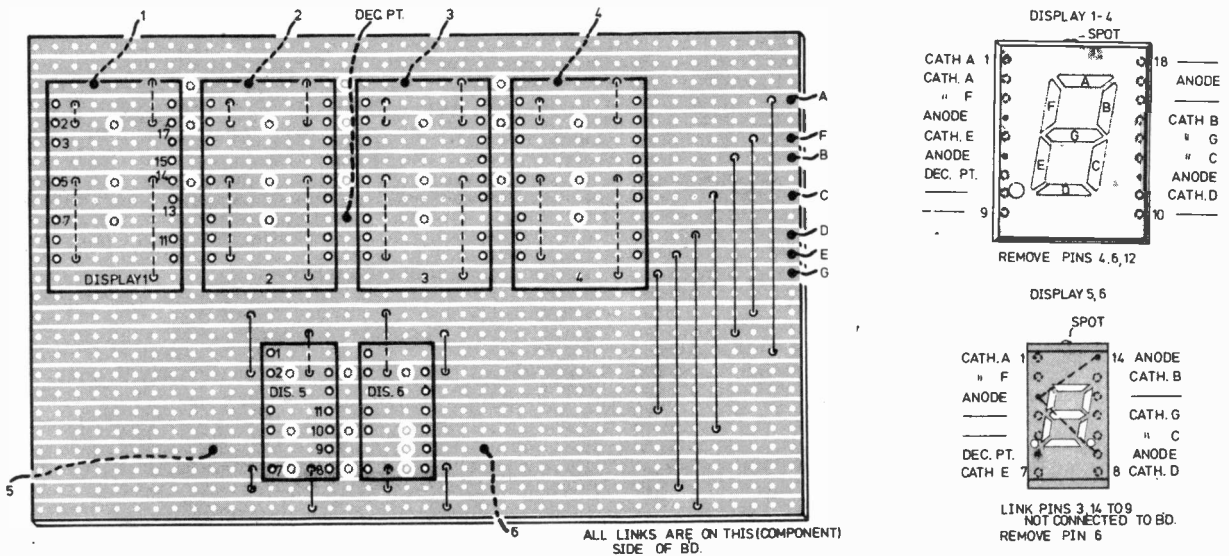 1
2
DEC PT.
3
4
A
F
B
C
D
E
G
2
3
5
7
17
15
14
13
11
DISPLAY 1
2
3
4
1
2
DIS. 5
11
10
9
7
8
DIS. 6
5
6
ALL LINKS ARE ON THIS (COMPONENT)
SIDE OF BD.
DISPLAY 1-4
SPOT
CATH A 1
CATH. A
" F
ANODE
CATH. E
ANODE
DEC. PT.
9
18
ANODE
CATH B
" G
" C
ANODE
CATH. D
10
A
F
B
G
E
C
D
REMOVE PINS 4.6,12
DISPLAY 5,6
SPOT
CATH. A 1
" F
ANODE
DEC. PT.
CATH E 7
14 ANODE
CATH. B
CATH. G
" C
ANODE
8 CATH. D
LINK PINS 3,14 TO 9
NOT CONNECTED TO BD.
REMOVE PIN 6